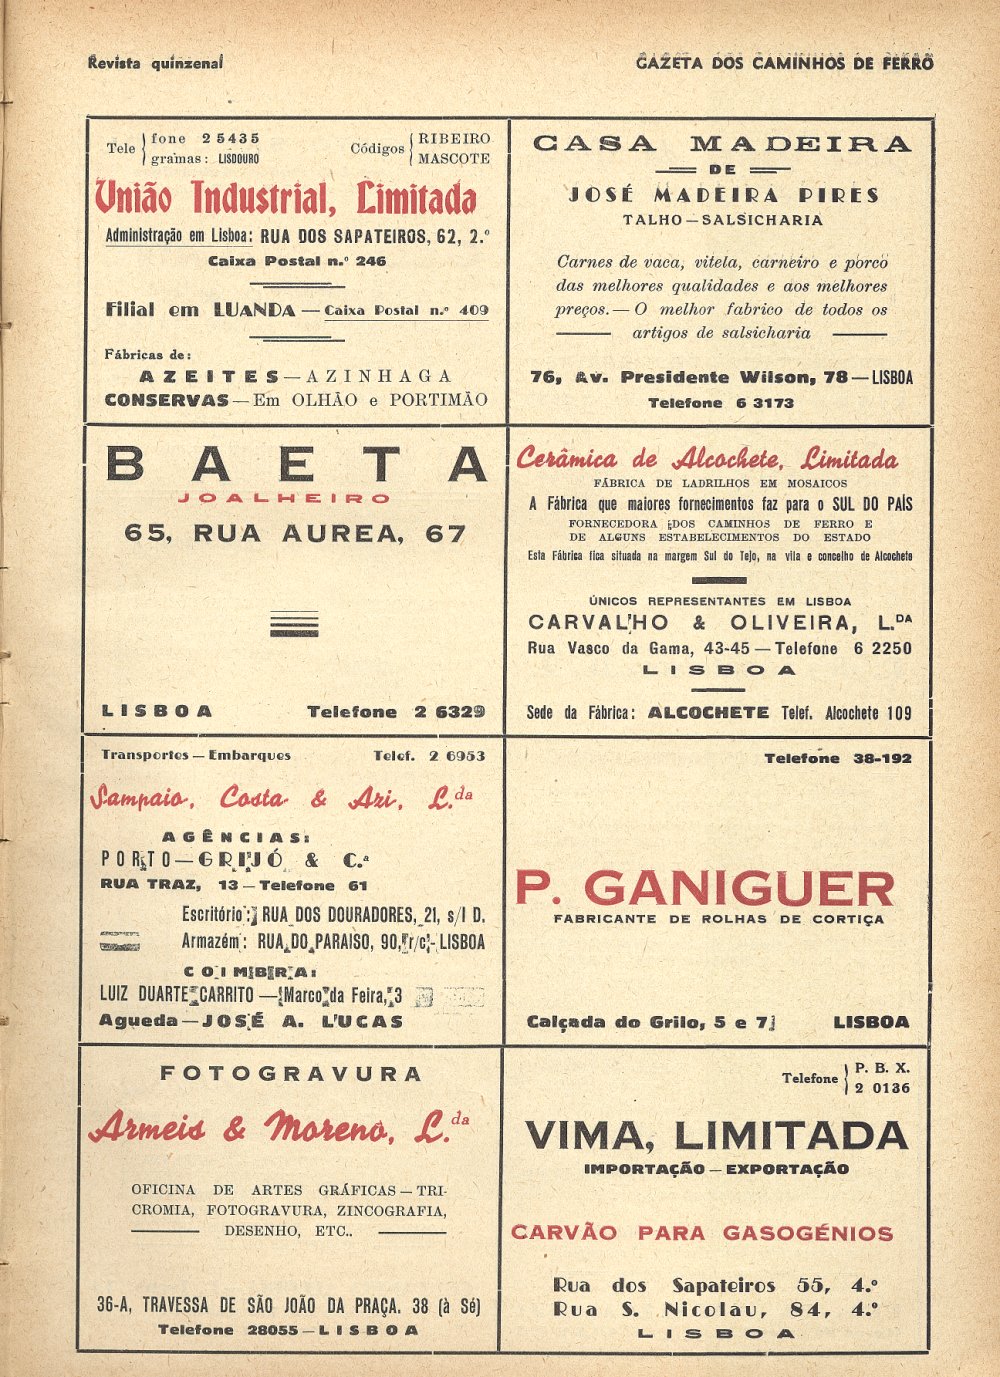 Revista quinzenal
GAZETA DOS CAMINHOS DE FERRO
Tele { fone 2 5435
gramas: LISDOURO
Códigos { RIBEIRO
MASCOTE
União Industrial, Limitada
Administração em Lisboa: RUA DOS SAPATEIROS, 62, 2.º
Caixa Postal n.º 246
Filial em LUANDA — Caixa Postal n.º 409
Fábricas de:
AZEITES — AZINHAGA
CONSERVAS — Em OLHÃO e PORTIMÃO
CASA MADEIRA
DE
JOSÉ MADEIRA PIRES
TALHO — SALSICHARIA
Carnes de vaca, vitela, carneiro e porco
das melhores qualidades e aos melhores
preços. — O melhor fabrico de todos os
artigos de salsicharia
76, Av. Presidente Wilson, 78 — LISBOA
Telefone 6 3173
BAETA
JOALHEIRO
65, RUA AUREA, 67
LISBOA Telefone 2 6329
Cerâmica de Alcochete, Limitada
FÁBRICA DE LADRILHOS EM MOSAICOS
A Fábrica que maiores fornecimentos faz para o SUL DO PAÍS
FORNECEDORA DOS CAMINHOS DE FERRO E
DE ALGUNS ESTABELECIMENTOS DO ESTADO
Esta Fábrica fica situada na margem Sul do Tejo, na vila e concelho de Alcochete
ÚNICOS REPRESENTANTES EM LISBOA
CARVALHO & OLIVEIRA, L.DA
Rua Vasco da Gama, 43-45 — Telefone 6 2250
LISBOA
Sede da Fábrica: ALCOCHETE Telef. Alcochete 109
Transportes — Embarques Telef. 2 6953
Sampaio, Costa & Azi, L.da
AGÊNCIAS:
PORTO — GRIJÓ & C.ª
RUA TRAZ, 13 — Telefone 61
Escritório: RUA DOS DOURADORES, 21, s/l D.
Armazém: RUA DO PARAISO, 90, r/c - LISBOA
COIMBRA:
LUIZ DUARTE CARRITO — Marco da Feira, 3
Agueda — JOSÉ A. LUCAS
Telefone 38-192
P. GANIGUER
FABRICANTE DE ROLHAS DE CORTIÇA
Calçada do Grilo, 5 e 7 LISBOA
FOTOGRAVURA
Armeis & Moreno, L.da
OFICINA DE ARTES GRÁFICAS — TRI-
CROMIA, FOTOGRAVURA, ZINCOGRAFIA,
DESENHO, ETC..
36-A, TRAVESSA DE SÃO JOÃO DA PRAÇA. 38 (à Sé)
Telefone 28055 — LISBOA
Telefone { P. B. X.
2 0136
VIMA, LIMITADA
IMPORTAÇÃO — EXPORTAÇÃO
CARVÃO PARA GASOGÉNIOS
Rua dos Sapateiros 55, 4.º
Rua S. Nicolau, 84, 4.º
LISBOA